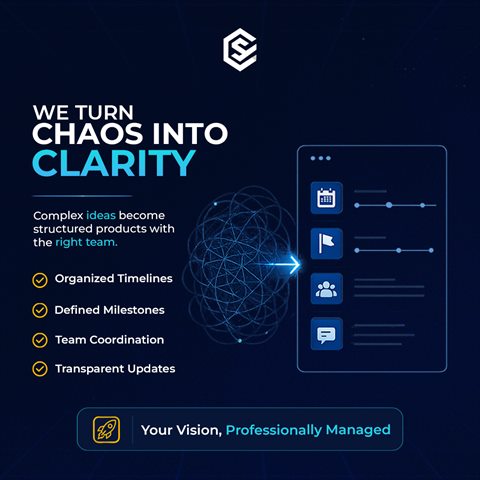 WE TURN
CHAOS INTO
CLARITY
Complex ideas become
structured products with
the right team.
Organized Timelines
Defined Milestones
Team Coordination
Transparent Updates
Your Vision, Professionally Managed